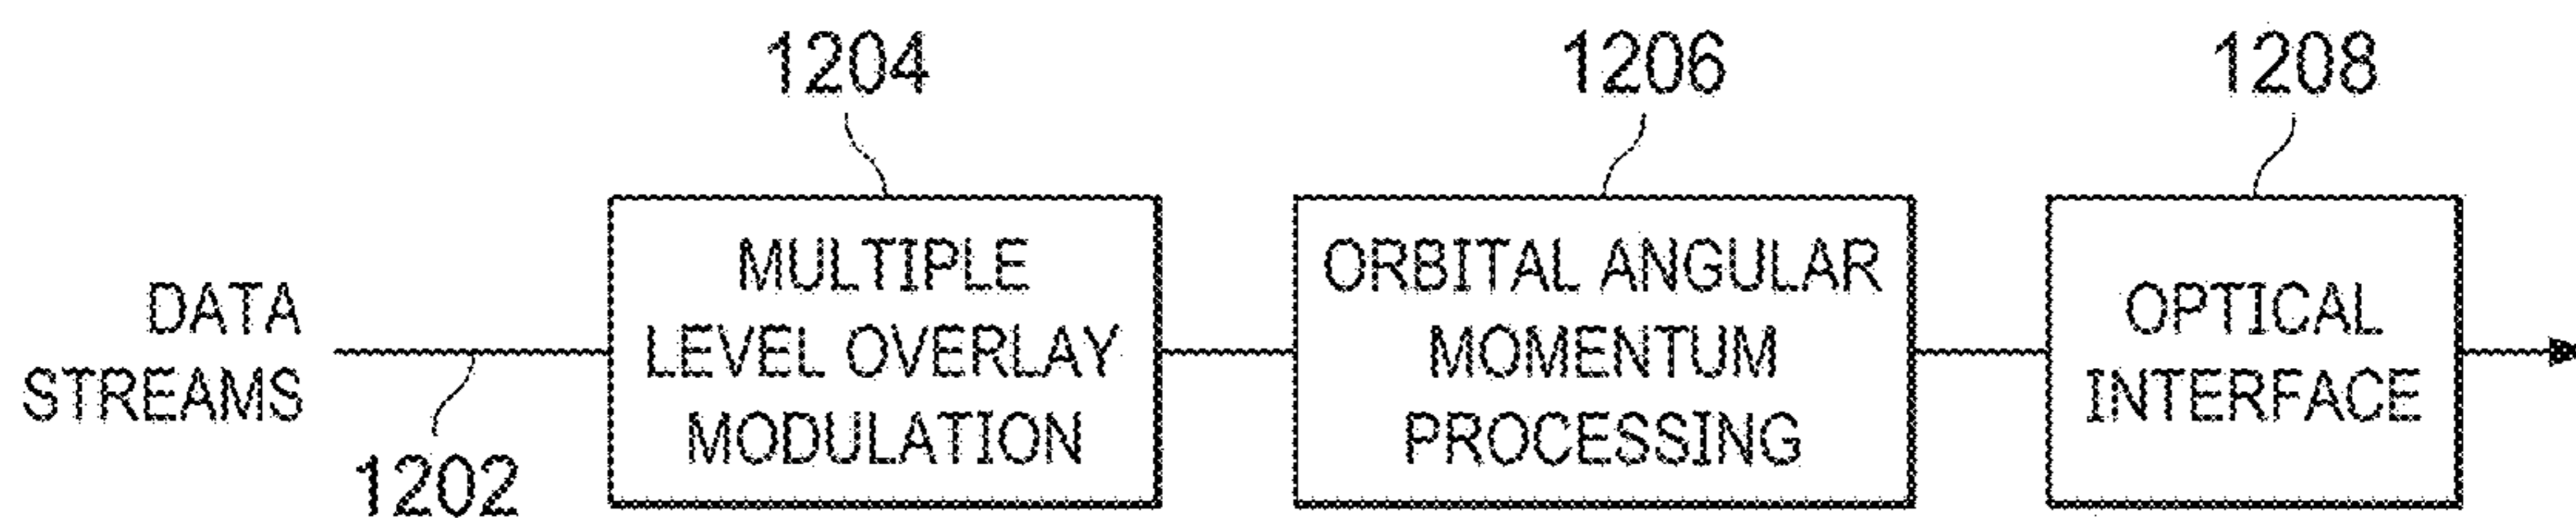 1204
1206
1208
DATA
STREAMS
1202
MULTIPLE
LEVEL OVERLAY
MODULATION
ORBITAL ANGULAR
MOMENTUM
PROCESSING
OPTICAL
INTERFACE